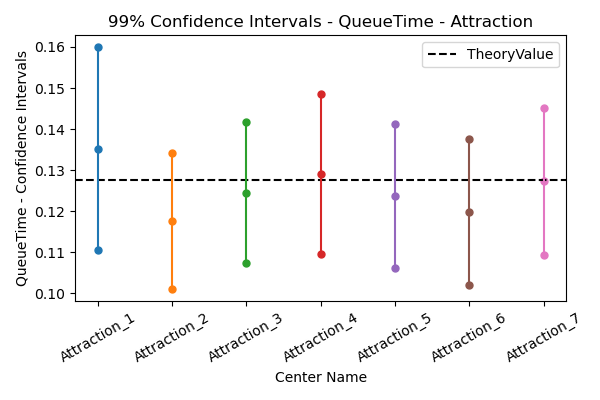 99% Confidence Intervals - QueueTime - Attraction
QueueTime - Confidence Intervals
0.16
0.15
0.14
0.13
0.12
0.11
0.10
TheoryValue
Attraction_1
Attraction_2
Attraction_3
Attraction_4
Attraction_5
Attraction_6
Attraction_7
Center Name